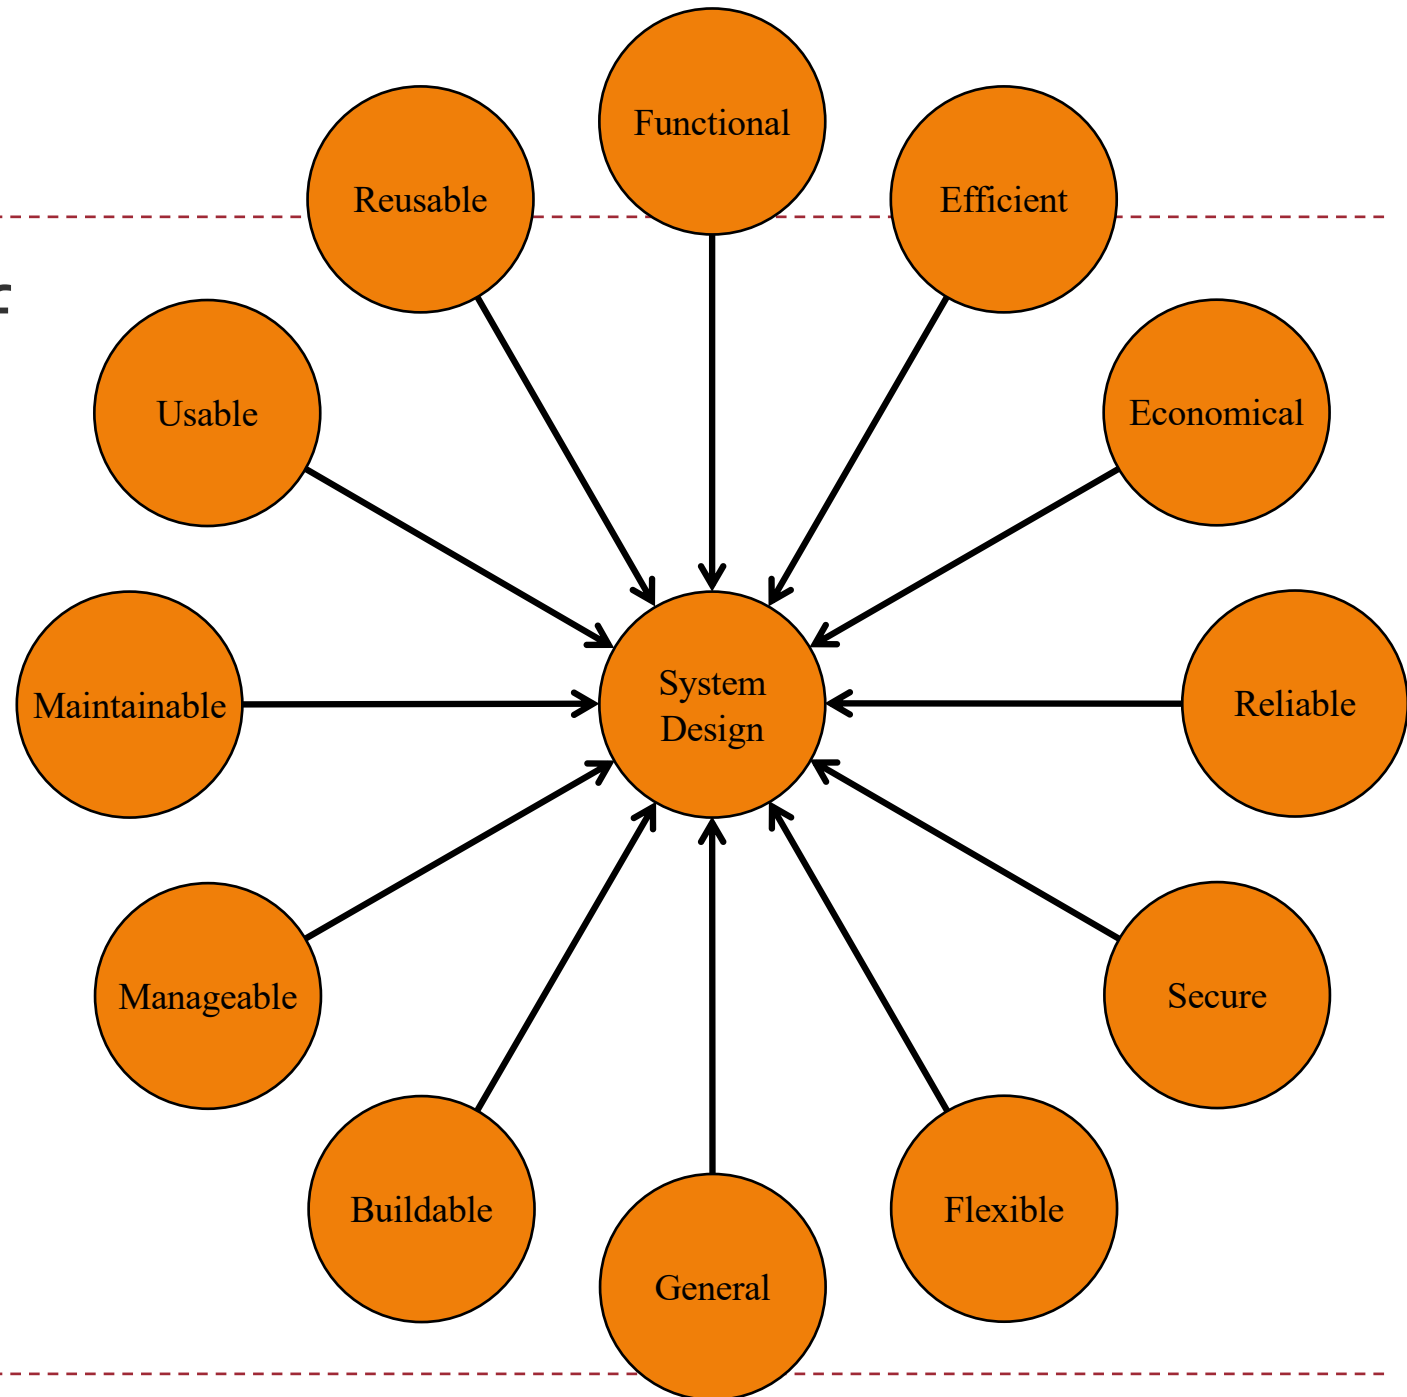 Functional
Reusable
Efficient
Usable
Economical
System
Design
Maintainable
Reliable
Manageable
Secure
Buildable
Flexible
General